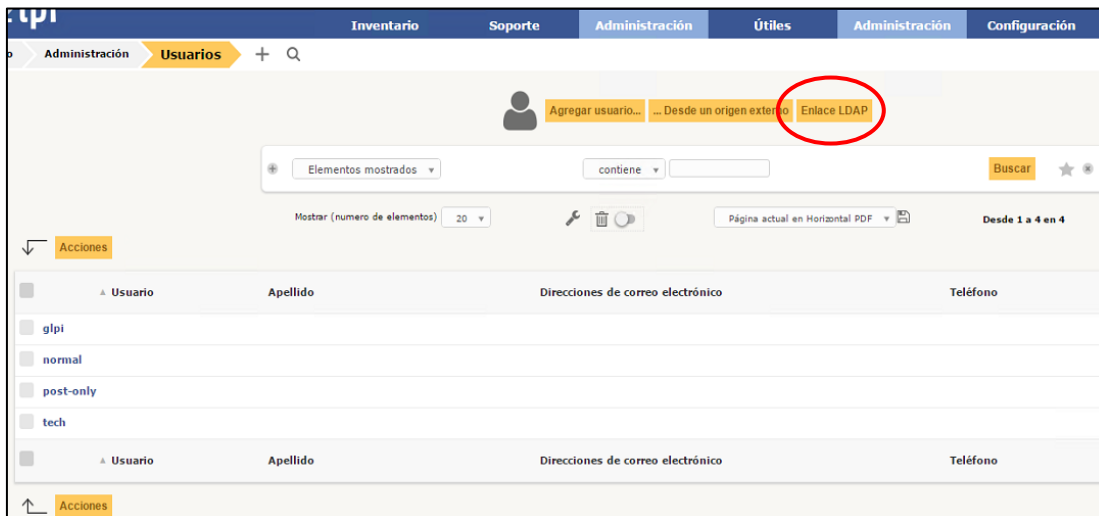 glpi
Inventario Soporte Administración Útiles Administración Configuración
o Administración Usuarios
Agregar usuario... ... Desde un origen externo Enlace LDAP
Elementos mostrados contiene Buscar
Mostrar (numero de elementos) 20 Página actual en Horizontal PDF Desde 1 a 4 en 4
Acciones
Usuario Apellido Direcciones de correo electrónico Teléfono
glpi
normal
post-only
tech
Usuario Apellido Direcciones de correo electrónico Teléfono
Acciones